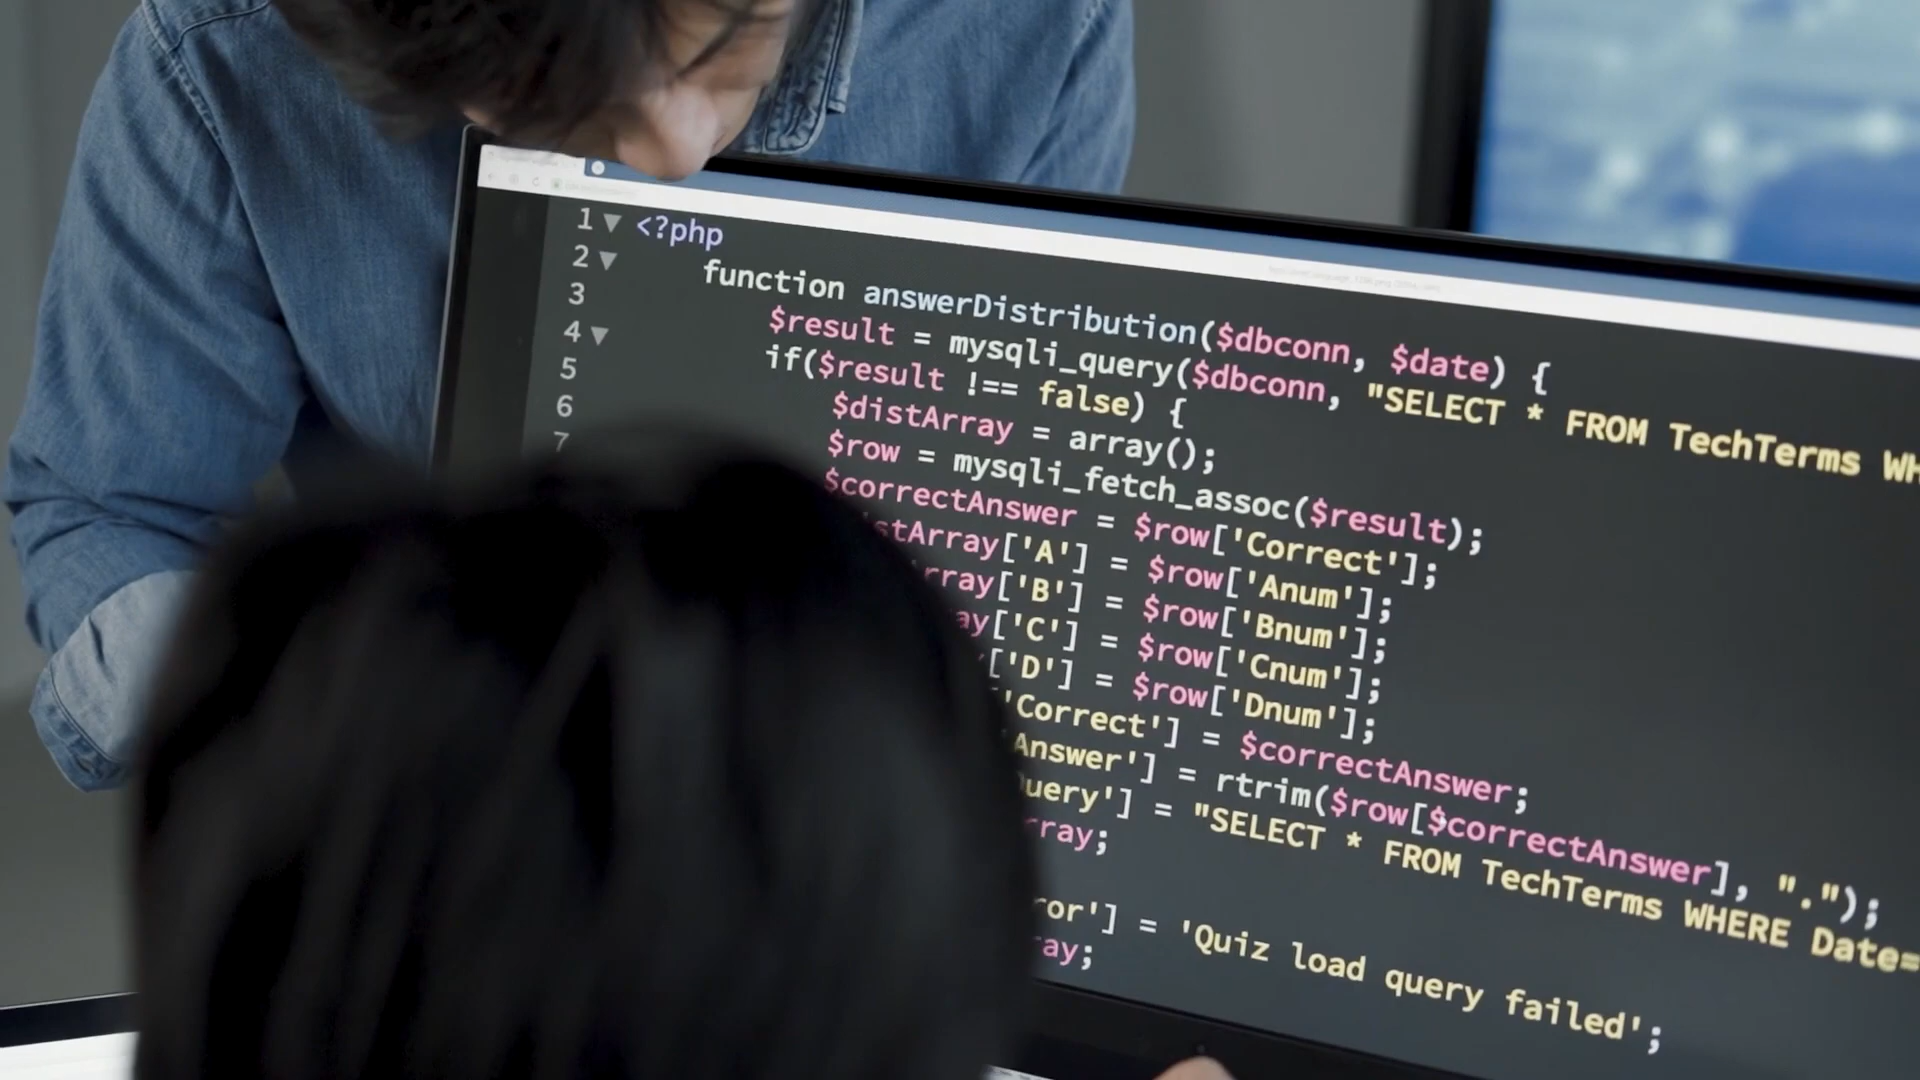 1 <?php
2 function answerDistribution($dbconn, $date) {
3 $result = mysqli_query($dbconn, "SELECT * FROM TechTerms WH
4 if($result !== false) {
5 $distArray = array();
6 $row = mysqli_fetch_assoc($result);
7 $correctAnswer = $row['Correct'];
istArray['A'] = $row['Anum'];
rray['B'] = $row['Bnum'];
ay['C'] = $row['Cnum'];
['D'] = $row['Dnum'];
'Correct'] = $correctAnswer;
Answer'] = rtrim($row[$correctAnswer], ".");
uery'] = "SELECT * FROM TechTerms WHERE Date=
rray;
ror'] = 'Quiz load query failed';
ay;